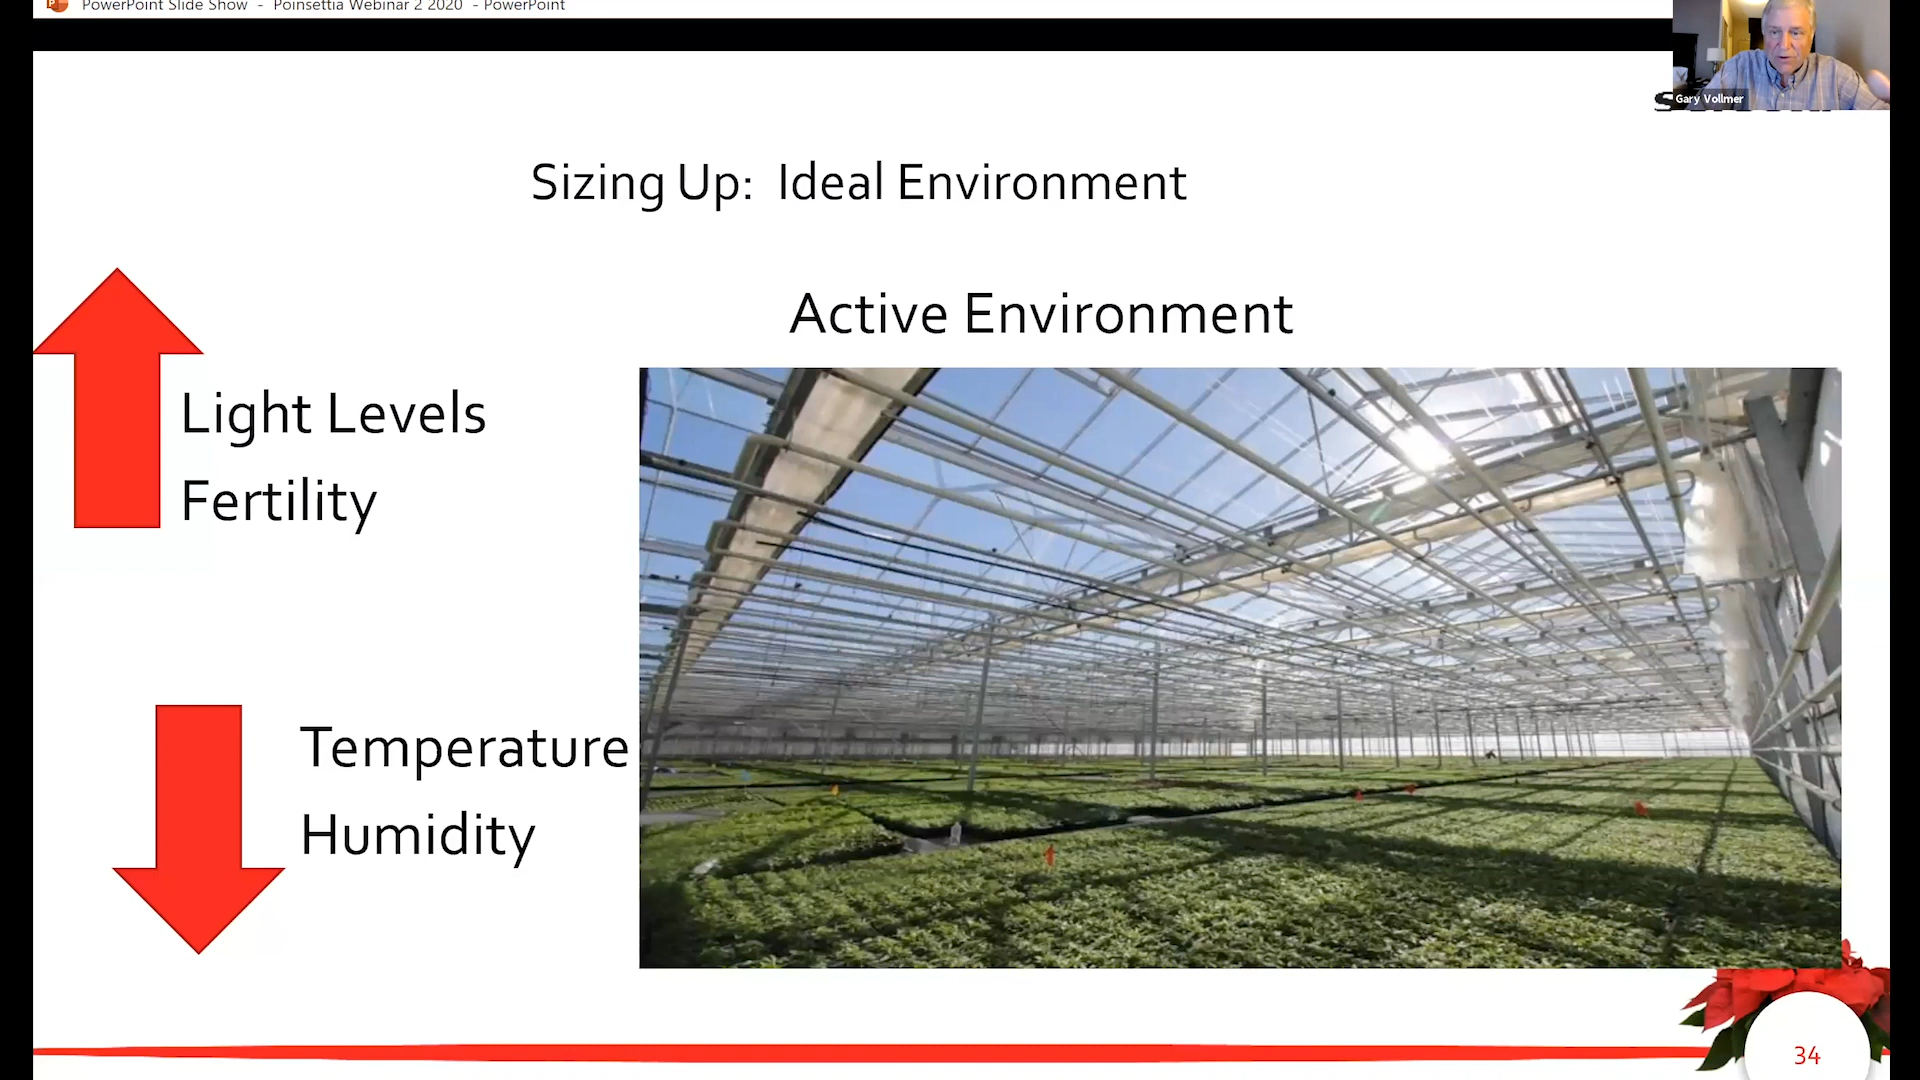 PowerPoint Slide Show - Poinsettia Webinar 2 2020 - PowerPoint
Gary Vollmer
Sizing Up: Ideal Environment
Active Environment
Light Levels
Fertility
Temperature
Humidity
34